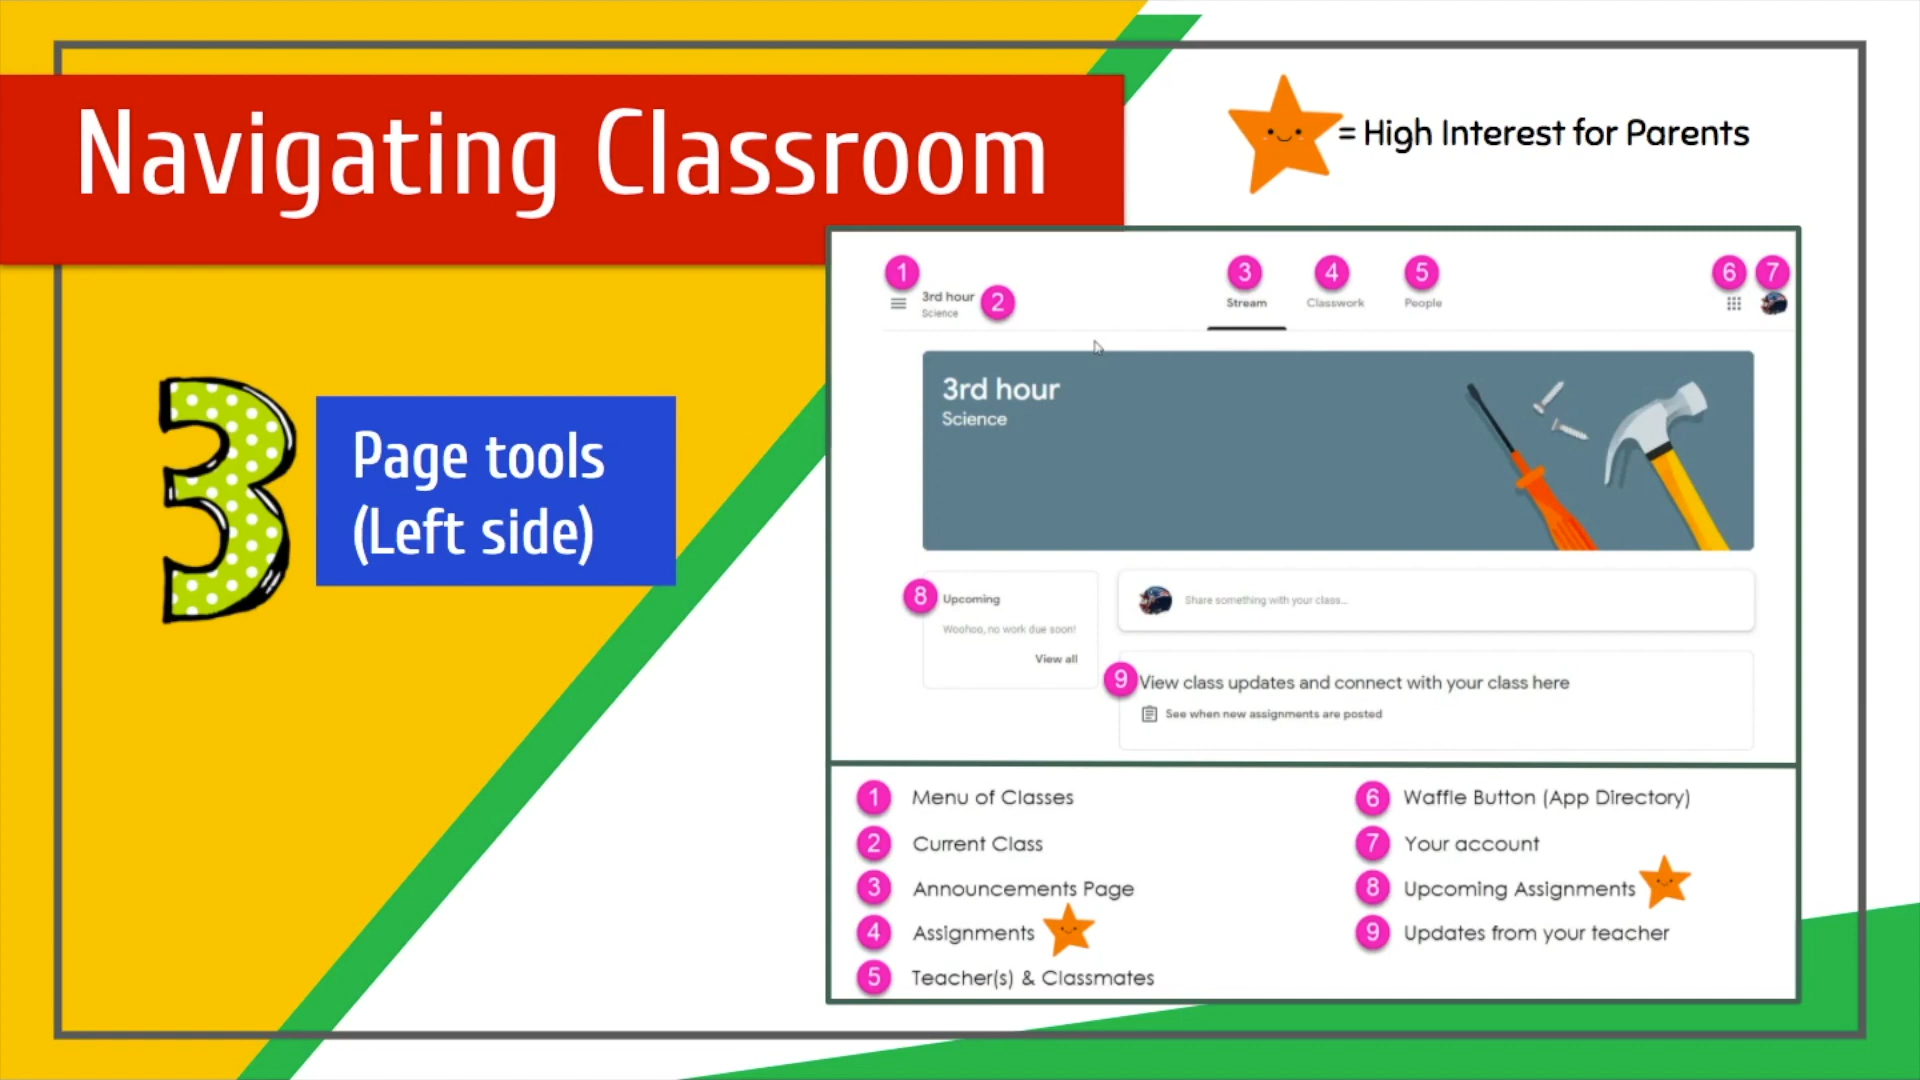 Navigating Classroom
= High Interest for Parents
3
Page tools
(Left side)
1
3
4
5
6
7
3rd hour
Science
2
Stream
Classwork
People
3rd hour
Science
8
Upcoming
Woohoo, no work due soon!
View all
Share something with your class...
9
View class updates and connect with your class here
See when new assignments are posted
1 Menu of Classes
2 Current Class
3 Announcements Page
4 Assignments
5 Teacher(s) & Classmates
6 Waffle Button (App Directory)
7 Your account
8 Upcoming Assignments
9 Updates from your teacher